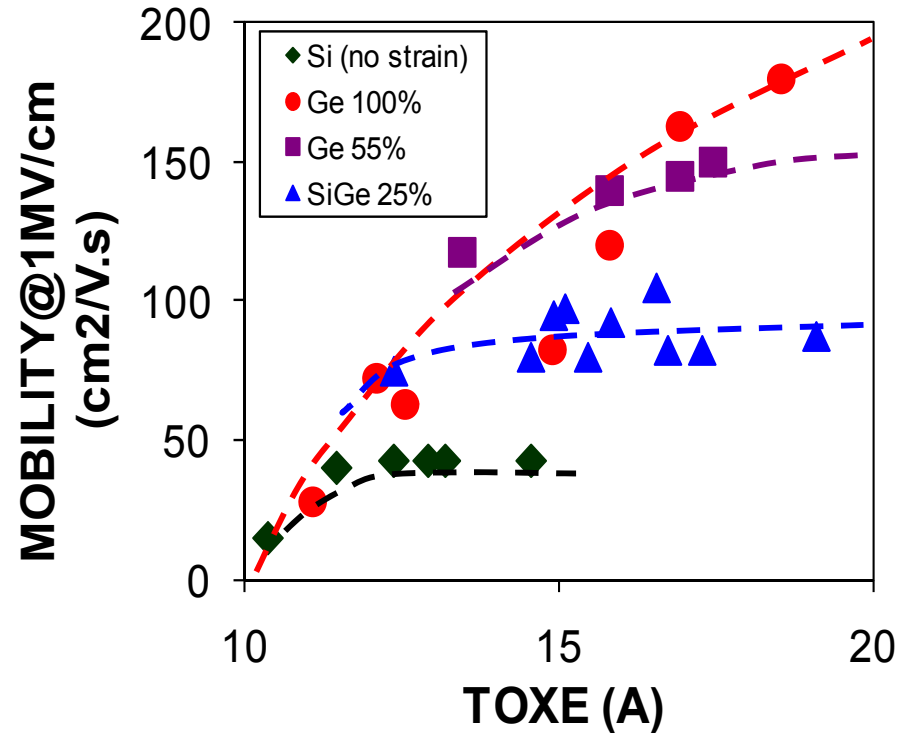 MOBILITY@1MV/cm
(cm2/V.s)
200
150
100
50
0
Si (no strain)
Ge 100%
Ge 55%
SiGe 25%
10
15
20
TOXE (A)